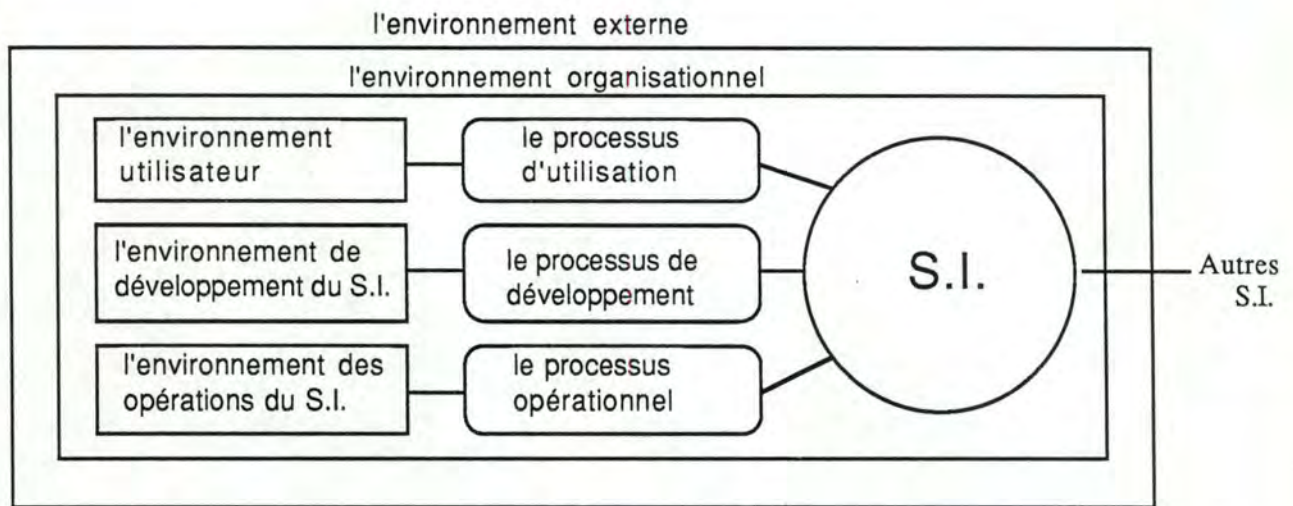 l'environnement externe
l'environnement organisationnel
l'environnement
utilisateur
le processus
d'utilisation
l'environnement de
développement du S.I.
le processus de
développement
l'environnement des
opérations du S.I.
le processus
opérationnel
S.I.
Autres
S.I.